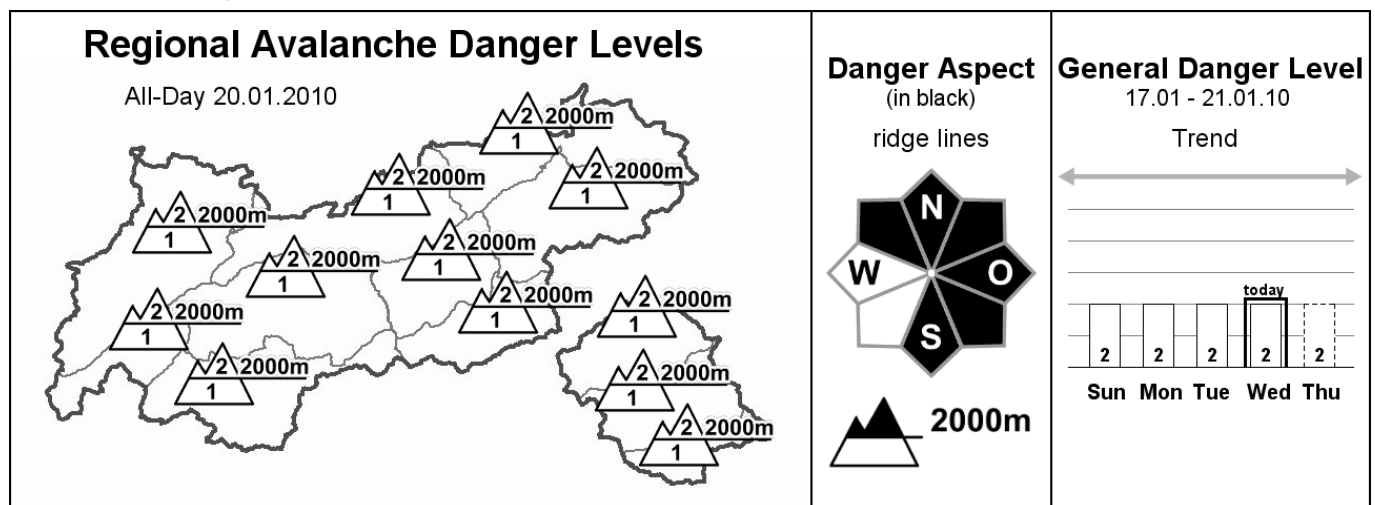 Regional Avalanche Danger Levels
All-Day 20.01.2010
2 2000m
1
2 2000m
1
2 2000m
1
2 2000m
1
2 2000m
1
2 2000m
1
2 2000m
1
2 2000m
1
2 2000m
1
2 2000m
1
2 2000m
1
2 2000m
1
Danger Aspect
(in black)
ridge lines
N
W O
S
2000m
General Danger Level
17.01 - 21.01.10
Trend
today
2 2 2 2 2
Sun Mon Tue Wed Thu